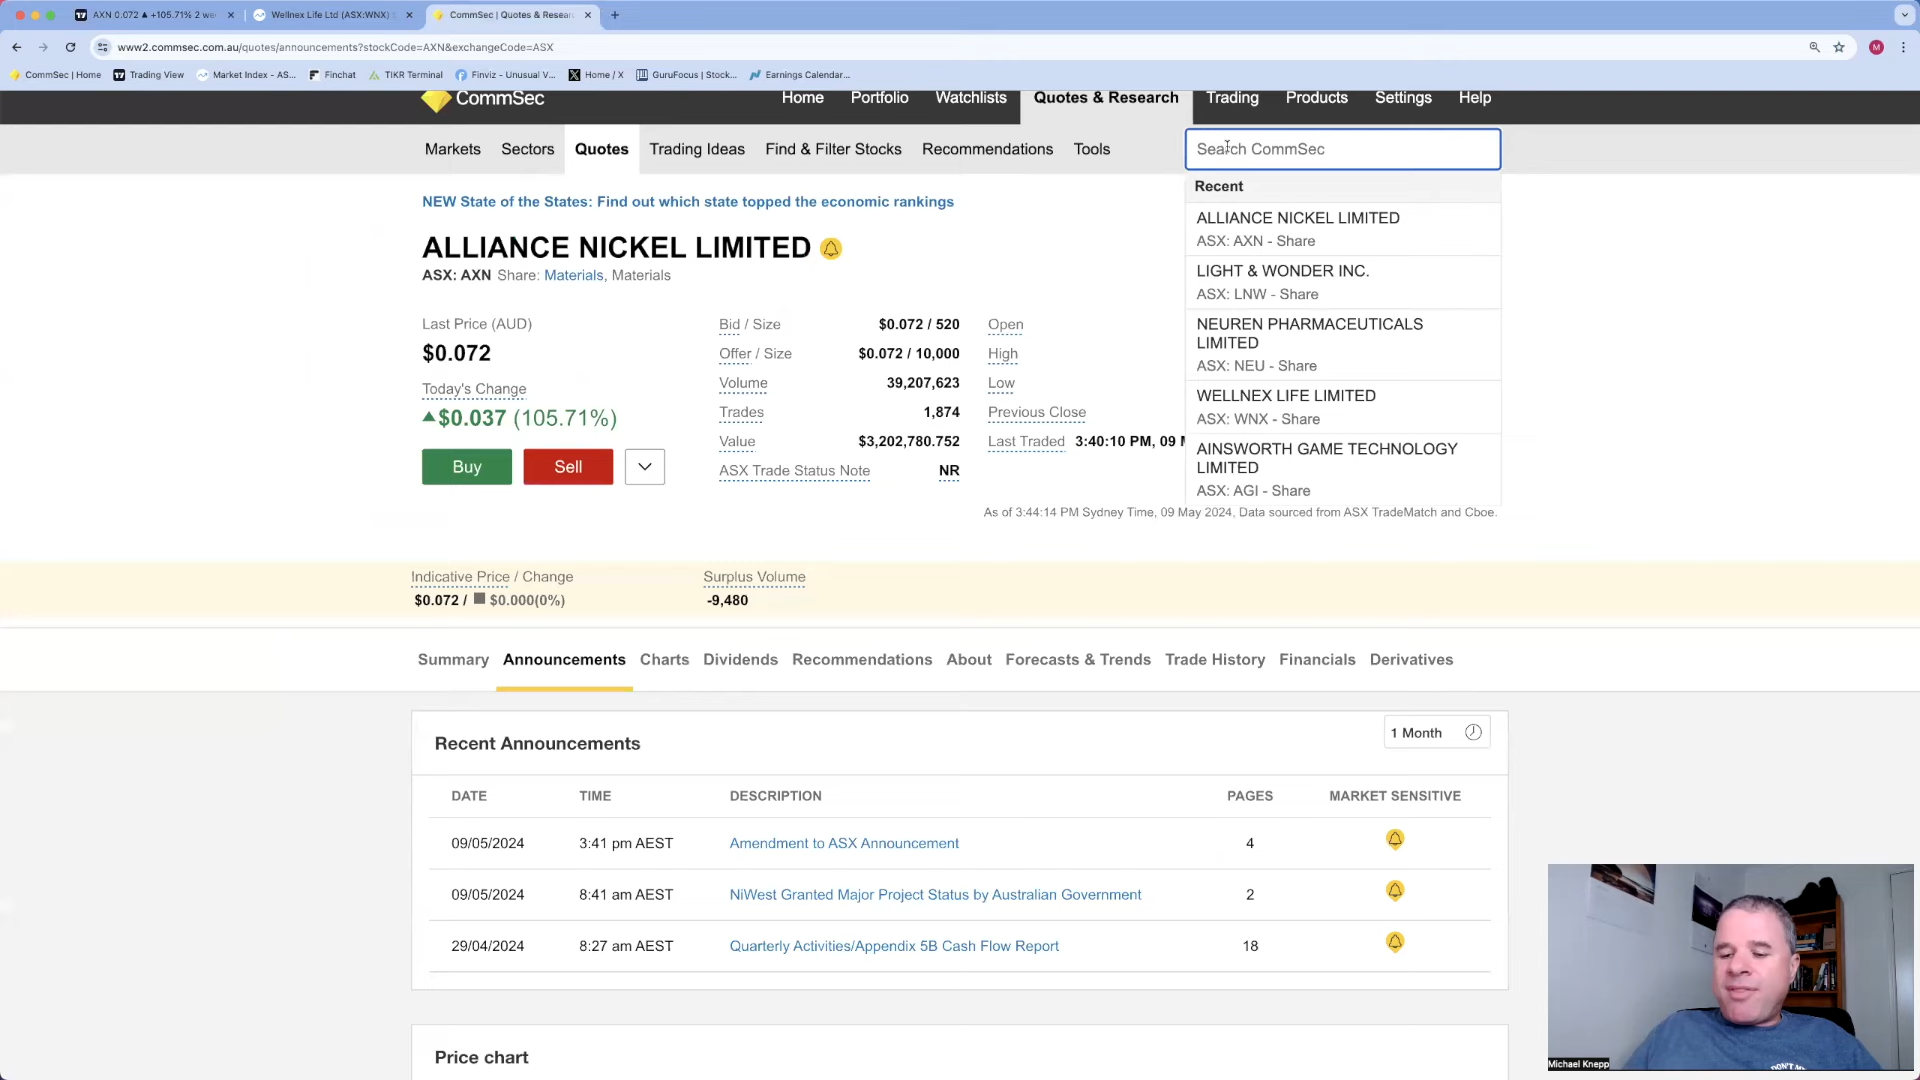 AXN 0.072 ▲ +105.71% 2 we
Wellnex Life Ltd (ASX:WNX)
CommSec | Quotes & Resear
www2.commsec.com.au/quotes/announcements?stockCode=AXN&exchangeCode=ASX
M
CommSec | Home
Trading View
Market Index - AS...
Finchat
TIKR Terminal
Finviz - Unusual V...
Home / X
GuruFocus | Stock...
Earnings Calendar...
CommSec
Home Portfolio Watchlists Quotes & Research Trading Products Settings Help
Markets Sectors Quotes Trading Ideas Find & Filter Stocks Recommendations Tools
Search CommSec
Recent
ALLIANCE NICKEL LIMITED
ASX: AXN - Share
LIGHT & WONDER INC.
ASX: LNW - Share
NEUREN PHARMACEUTICALS
LIMITED
ASX: NEU - Share
WELLNEX LIFE LIMITED
ASX: WNX - Share
AINSWORTH GAME TECHNOLOGY
LIMITED
ASX: AGI - Share
NEW State of the States: Find out which state topped the economic rankings
ALLIANCE NICKEL LIMITED
ASX: AXN Share: Materials, Materials
Last Price (AUD)
$0.072
Today's Change
▲$0.037 (105.71%)
Buy Sell
Bid / Size $0.072 / 520
Offer / Size $0.072 / 10,000
Volume 39,207,623
Trades 1,874
Value $3,202,780.752
ASX Trade Status Note NR
Open
High
Low
Previous Close
Last Traded 3:40:10 PM, 09 M
As of 3:44:14 PM Sydney Time, 09 May 2024, Data sourced from ASX TradeMatch and Cboe.
Indicative Price / Change
$0.072 / $0.000(0%)
Surplus Volume
-9,480
Summary Announcements Charts Dividends Recommendations About Forecasts & Trends Trade History Financials Derivatives
Recent Announcements
1 Month
DATE TIME DESCRIPTION PAGES MARKET SENSITIVE
09/05/2024 3:41 pm AEST Amendment to ASX Announcement 4
09/05/2024 8:41 am AEST NiWest Granted Major Project Status by Australian Government 2
29/04/2024 8:27 am AEST Quarterly Activities/Appendix 5B Cash Flow Report 18
Price chart
Michael Knepp